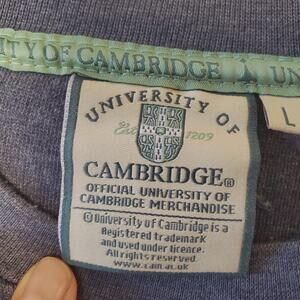 ITY OF CAMBRIDGE UN
L
UNIVERSITY OF
Est 1209
CAMBRIDGE®
OFFICIAL UNIVERSITY OF
CAMBRIDGE MERCHANDISE
© University of Cambridge is a
Registered trademark
and used under licence.
All rights reserved.
www.cam.ac.uk